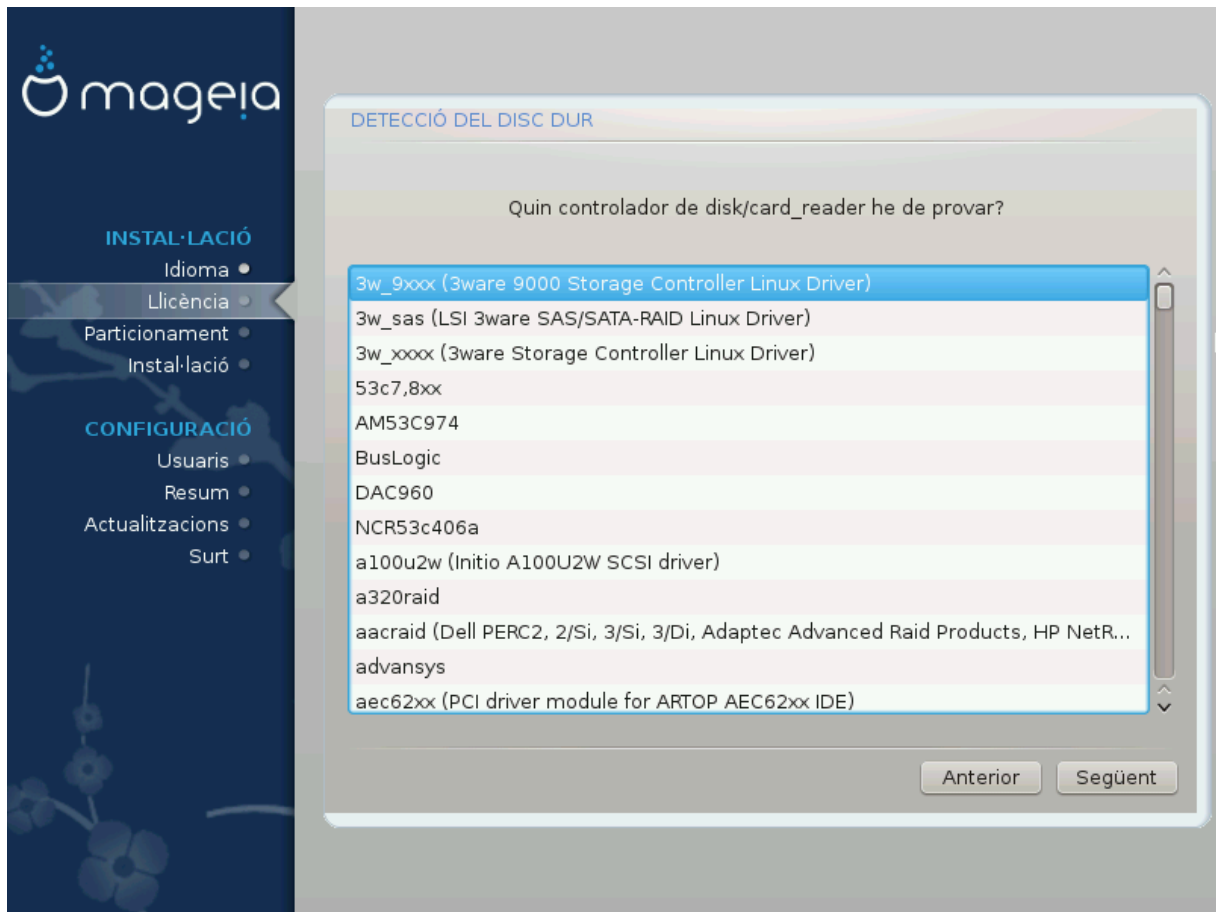 mageia
INSTAL·LACIÓ
Idioma
Llicència
Particionament
Instal·lació
CONFIGURACIÓ
Usuaris
Resum
Actualitzacions
Surt
DETECCIÓ DEL DISC DUR
Quin controlador de disk/card_reader he de provar?
3w_9xxx (3ware 9000 Storage Controller Linux Driver)
3w_sas (LSI 3ware SAS/SATA-RAID Linux Driver)
3w_xxxx (3ware Storage Controller Linux Driver)
53c7,8xx
AM53C974
BusLogic
DAC960
NCR53c406a
a100u2w (Initio A100U2W SCSI driver)
a320raid
aacraid (Dell PERC2, 2/Si, 3/Si, 3/Di, Adaptec Advanced Raid Products, HP NetR...
advansys
aec62xx (PCI driver module for ARTOP AEC62xx IDE)
Anterior
Següent